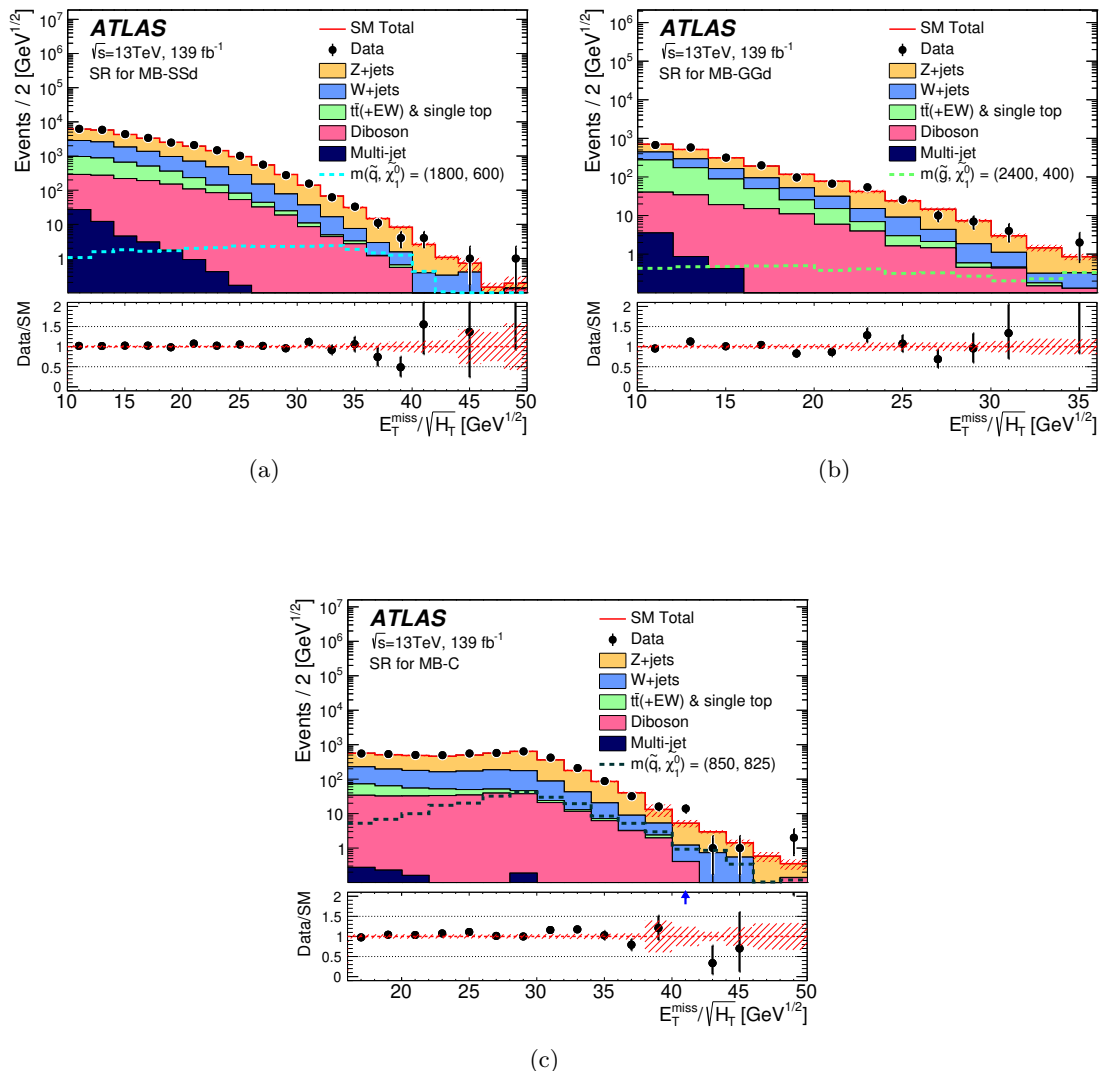 ATLAS
√s=13TeV, 139 fb⁻¹
SR for MB-SSd
SM Total
Data
Z+jets
W+jets
tt̄(+EW) & single top
Diboson
Multi-jet
m(q̃, χ̃₁⁰) = (1800, 600)
Events / 2 [GeV^1/2]
10⁷
10⁶
10⁵
10⁴
10³
10²
10
1
Data/SM
2
1.5
1
0.5
0
10 15 20 25 30 35 40 45 50
E_T^miss/√H_T [GeV^1/2]
(a)
ATLAS
√s=13TeV, 139 fb⁻¹
SR for MB-GGd
SM Total
Data
Z+jets
W+jets
tt̄(+EW) & single top
Diboson
Multi-jet
m(g̃, χ̃₁⁰) = (2400, 400)
Events / 2 [GeV^1/2]
10⁶
10⁵
10⁴
10³
10²
10
1
Data/SM
2
1.5
1
0.5
0
10 15 20 25 30 35
E_T^miss/√H_T [GeV^1/2]
(b)
ATLAS
√s=13TeV, 139 fb⁻¹
SR for MB-C
SM Total
Data
Z+jets
W+jets
tt̄(+EW) & single top
Diboson
Multi-jet
m(q̃, χ̃₁⁰) = (850, 825)
Events / 2 [GeV^1/2]
10⁷
10⁶
10⁵
10⁴
10³
10²
10
1
Data/SM
2
1.5
1
0.5
0
20 25 30 35 40 45 50
E_T^miss/√H_T [GeV^1/2]
(c)